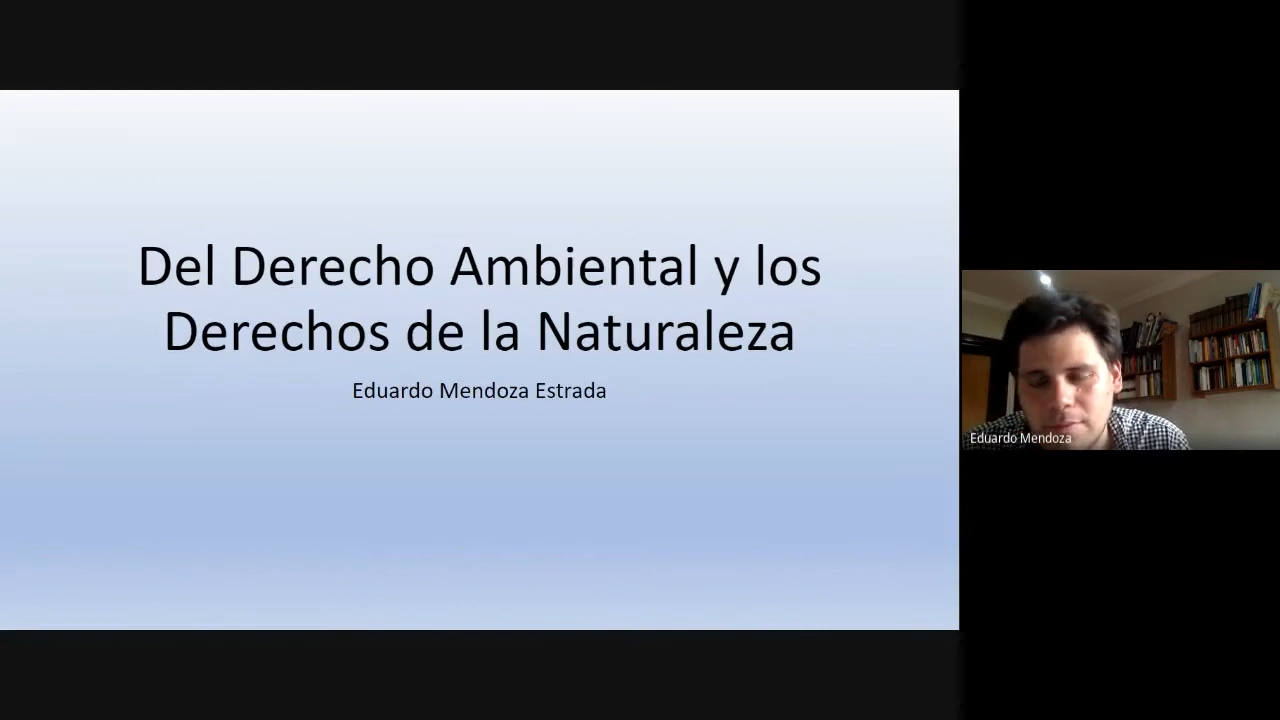 Del Derecho Ambiental y los
Derechos de la Naturaleza
Eduardo Mendoza Estrada
Eduardo Mendoza